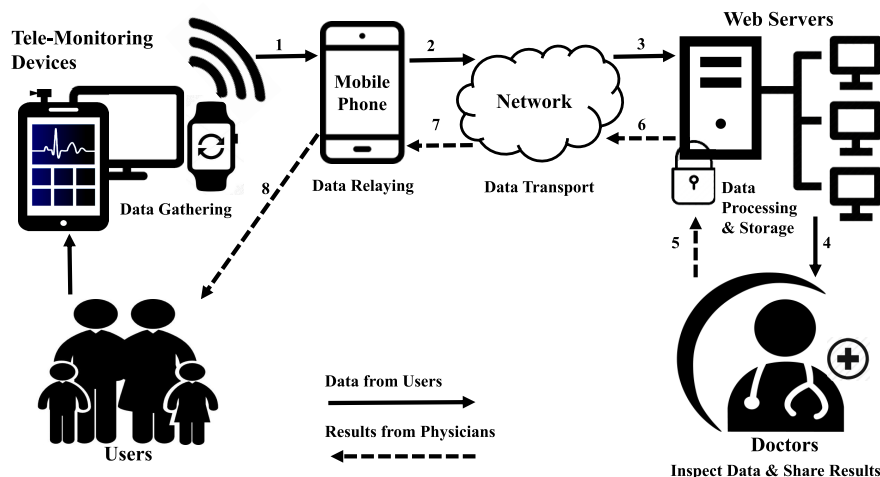 Web Servers
Tele-Monitoring
Devices
1
2
3
Mobile
Phone
Network
7
6
8
Data Gathering
Data Relaying
Data Transport
Data
Processing
& Storage
5
4
Data from Users
Results from Physicians
Users
Doctors
Inspect Data & Share Results